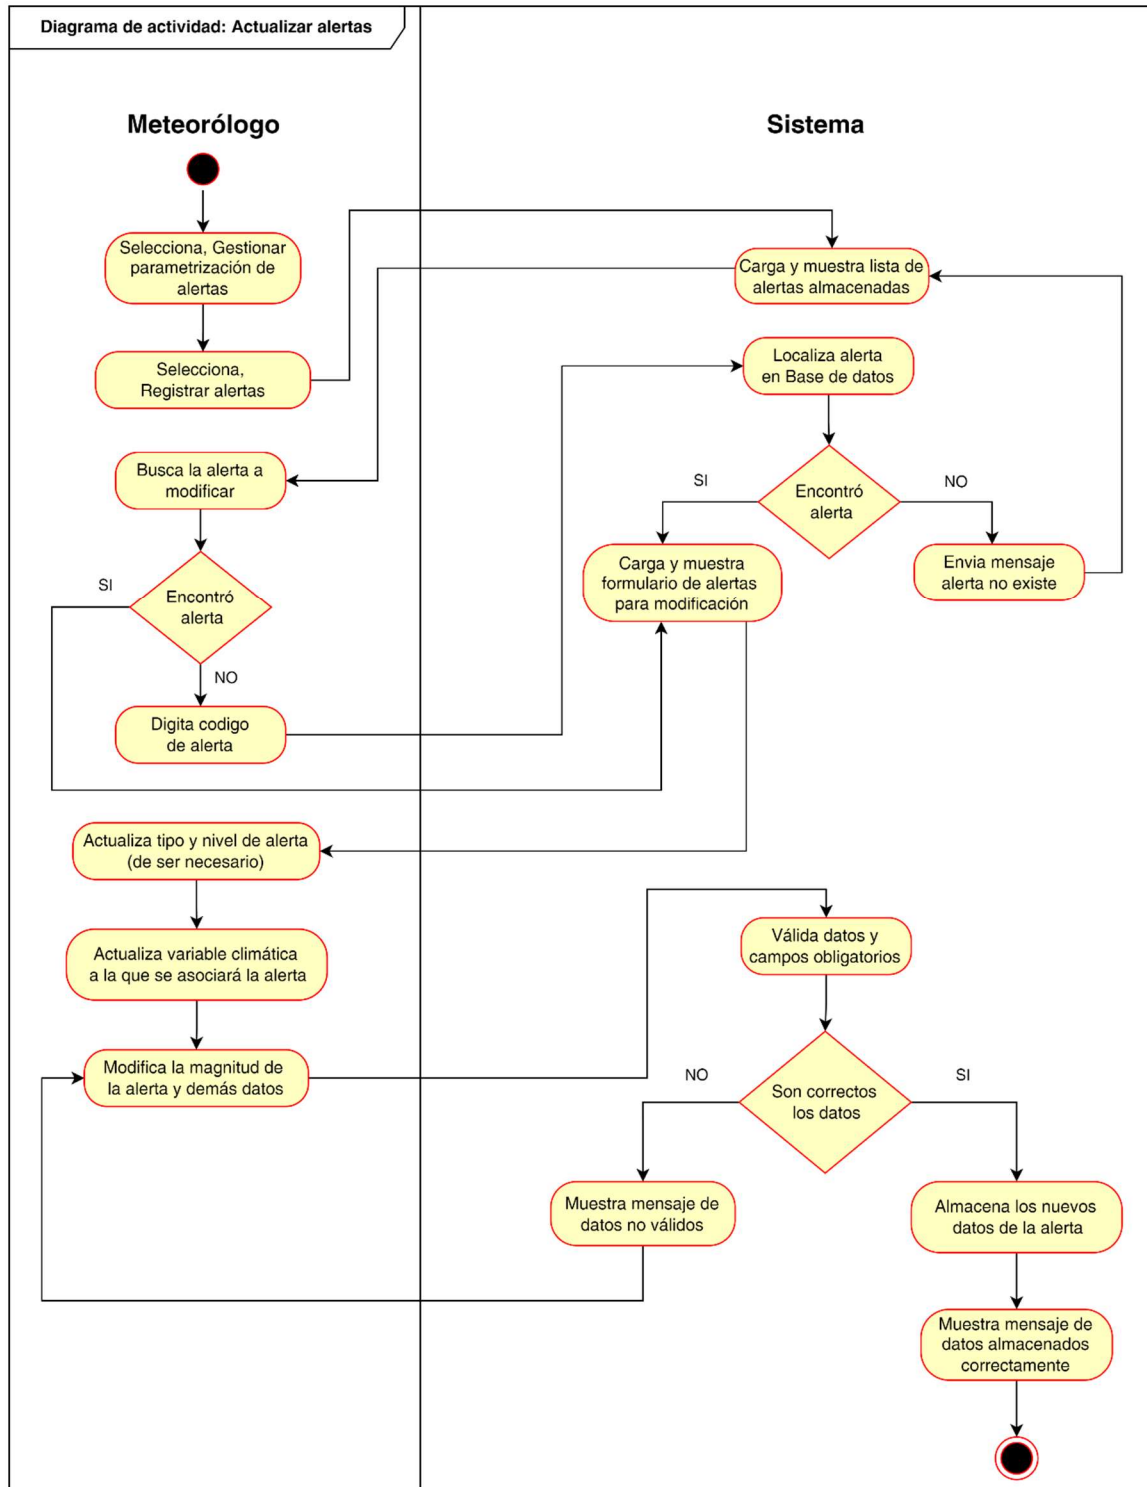 Diagrama de actividad: Actualizar alertas
Meteorólogo
Sistema
Selecciona, Gestionar
parametrización de
alertas
Carga y muestra lista de
alertas almacenadas
Selecciona,
Registrar alertas
Localiza alerta
en Base de datos
Busca la alerta a
modificar
SI
Encontró
alerta
NO
Carga y muestra
formulario de alertas
para modificación
Envia mensaje
alerta no existe
SI
Encontró
alerta
NO
Digita codigo
de alerta
Actualiza tipo y nivel de alerta
(de ser necesario)
Actualiza variable climática
a la que se asociará la alerta
Válida datos y
campos obligatorios
Modifica la magnitud de
la alerta y demás datos
NO
Son correctos
los datos
SI
Muestra mensaje de
datos no válidos
Almacena los nuevos
datos de la alerta
Muestra mensaje de
datos almacenados
correctamente